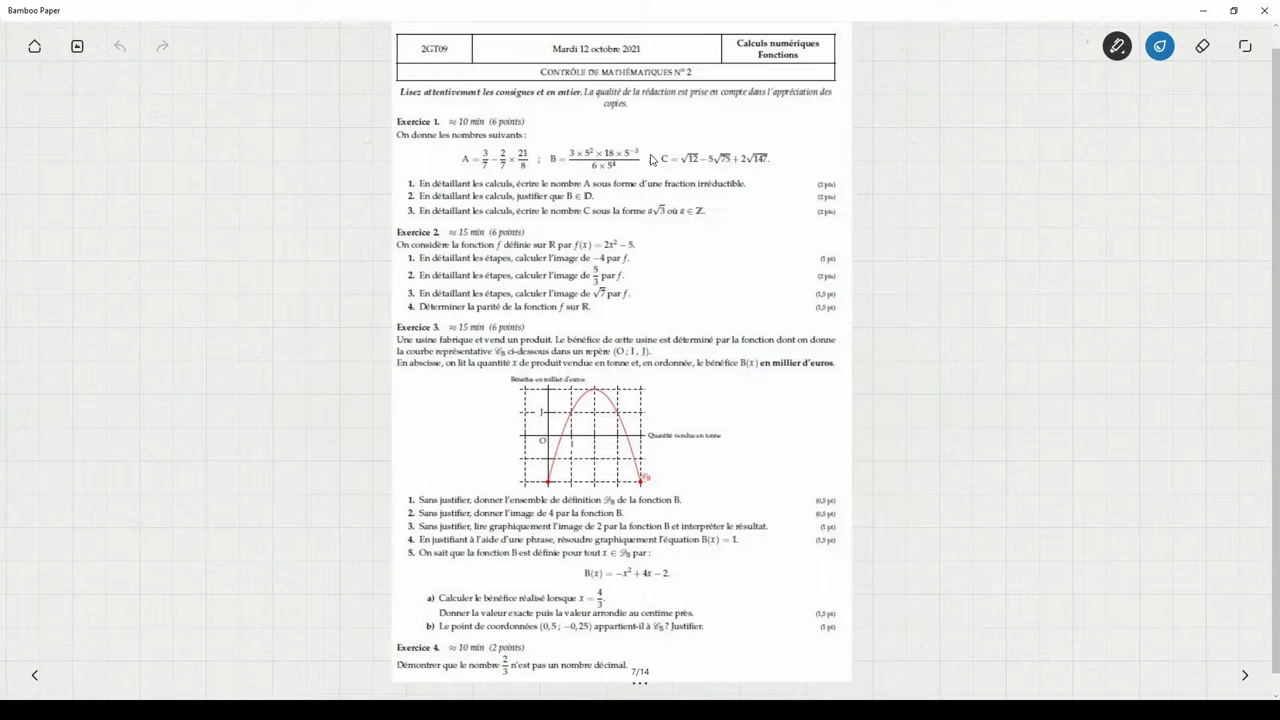 Bamboo Paper
2GT09
Mardi 12 octobre 2021
Calculs numériques
Fonctions
CONTRÔLE DE MATHÉMATIQUES N° 2
Lisez attentivement les consignes et en entier. La qualité de la rédaction est prise en compte dans l'appréciation des
copies.
Exercice 1. ≈ 10 min (6 points)
On donne les nombres suivants :
A = 3/7 − 2/7 × 21/8 ; B = (3 × 5² × 18 × 5⁻³)/(6 × 5⁴) C = √12 − 5√75 + 2√147.
1. En détaillant les calculs, écrire le nombre A sous forme d'une fraction irréductible. (2 pts)
2. En détaillant les calculs, justifier que B ∈ 𝔻. (2 pts)
3. En détaillant les calculs, écrire le nombre C sous la forme a√3 où a ∈ ℤ. (2 pts)
Exercice 2. ≈ 15 min (6 points)
On considère la fonction f définie sur ℝ par f(x) = 2x² − 5.
1. En détaillant les étapes, calculer l'image de −4 par f. (1 pt)
2. En détaillant les étapes, calculer l'image de 5/3 par f. (2 pts)
3. En détaillant les étapes, calculer l'image de √7 par f. (1,5 pt)
4. Déterminer la parité de la fonction f sur ℝ. (1,5 pt)
Exercice 3. ≈ 15 min (6 points)
Une usine fabrique et vend un produit. Le bénéfice de cette usine est déterminé par la fonction dont on donne
la courbe représentative 𝒞B ci-dessous dans un repère (O ; I , J).
En abscisse, on lit la quantité x de produit vendue en tonne et, en ordonnée, le bénéfice B(x) en millier d'euros.
Bénéfice en millier d'euros
J
O
I
Quantité vendue en tonne
𝒞B
1. Sans justifier, donner l'ensemble de définition 𝒟B de la fonction B. (0,5 pt)
2. Sans justifier, donner l'image de 4 par la fonction B. (0,5 pt)
3. Sans justifier, lire graphiquement l'image de 2 par la fonction B et interpréter le résultat. (1 pt)
4. En justifiant à l'aide d'une phrase, résoudre graphiquement l'équation B(x) = 1. (1,5 pt)
5. On sait que la fonction B est définie pour tout x ∈ 𝒟B par :
B(x) = −x² + 4x − 2.
a) Calculer le bénéfice réalisé lorsque x = 4/3.
Donner la valeur exacte puis la valeur arrondie au centime près. (1,5 pt)
b) Le point de coordonnées (0,5 ; −0,25) appartient-il à 𝒞B ? Justifier. (1 pt)
Exercice 4. ≈ 10 min (2 points)
Démontrer que le nombre 2/3 n'est pas un nombre décimal.
7/14